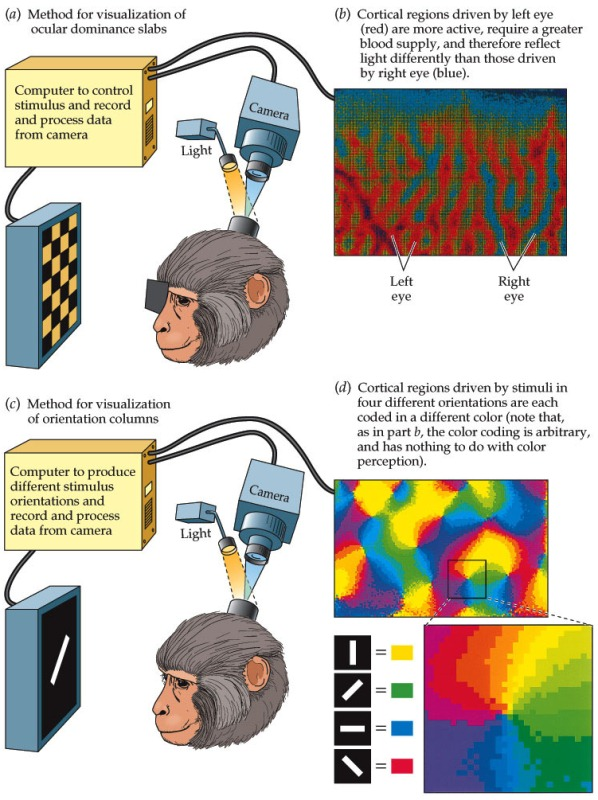 (a) Method for visualization of
ocular dominance slabs
Computer to control
stimulus and record
and process data
from camera
Camera
Light
(b) Cortical regions driven by left eye
(red) are more active, require a greater
blood supply, and therefore reflect
light differently than those driven
by right eye (blue).
Left
eye
Right
eye
(c) Method for visualization
of orientation columns
Computer to produce
different stimulus
orientations and
record and process
data from camera
Camera
Light
(d) Cortical regions driven by stimuli in
four different orientations are each
coded in a different color (note that,
as in part b, the color coding is arbitrary,
and has nothing to do with color
perception).
=
=
=
=